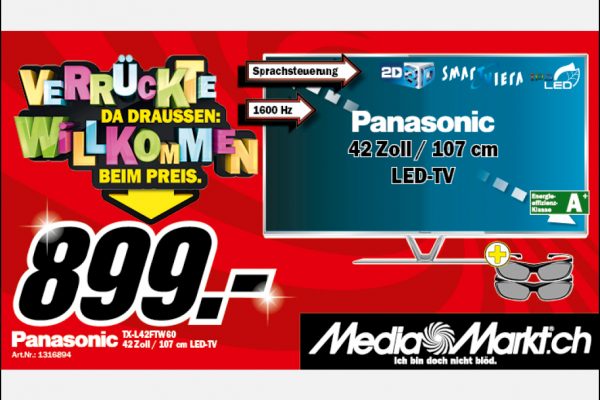 VERRÜCKTE
DA DRAUSSEN:
WILLKOMMEN
BEIM PREIS.
899.-
Panasonic
TX-L42FTW60
42 Zoll / 107 cm LED-TV
Art.Nr.: 1316894
Sprachsteuerung
1600 Hz
2D 3D
SMART VIERA
LED
Panasonic
42 Zoll / 107 cm
LED-TV
Energie-
effizienz-
Klasse
A+
+
Media Markt.ch
Ich bin doch nicht blöd.